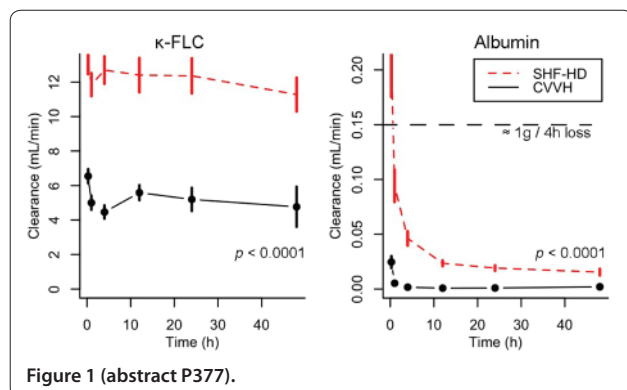 κ-FLC
Clearance (mL/min)
12
10
8
6
4
2
0
p < 0.0001
0 10 20 30 40
Time (h)
Albumin
Clearance (mL/min)
0.20
0.15
0.10
0.05
0.00
SHF-HD
CVVH
≈ 1g / 4h loss
p < 0.0001
0 10 20 30 40
Time (h)
Figure 1 (abstract P377).